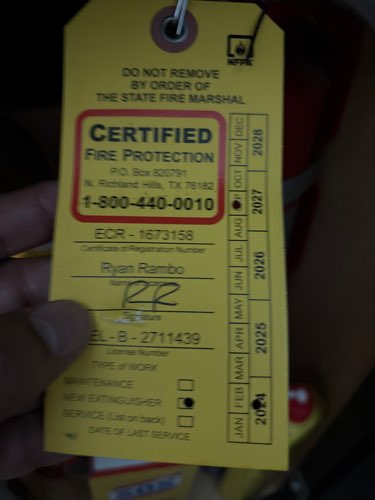 NFPA
DO NOT REMOVE
BY ORDER OF
THE STATE FIRE MARSHAL
CERTIFIED
FIRE PROTECTION
P.O. Box 820791
N. Richland Hills, TX 76182
1-800-440-0010
ECR - 1673158
Certificate of Registration Number
Ryan Rambo
RR
Signature
EL - B - 2711439
License Number
TYPE OF WORK
MAINTENANCE
NEW EXTINGUISHER
SERVICE (List on back)
DATE OF LAST SERVICE
JAN FEB MAR APR MAY JUN JUL AUG OCT NOV DEC
2024 2025 2026 2027 2028